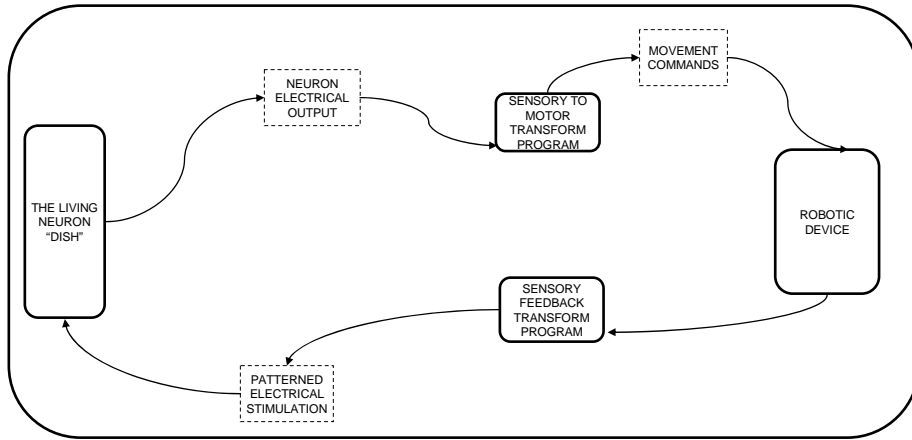 MOVEMENT
COMMANDS
NEURON
ELECTRICAL
OUTPUT
SENSORY TO
MOTOR
TRANSFORM
PROGRAM
THE LIVING
NEURON
“DISH”
ROBOTIC
DEVICE
SENSORY
FEEDBACK
TRANSFORM
PROGRAM
PATTERNED
ELECTRICAL
STIMULATION